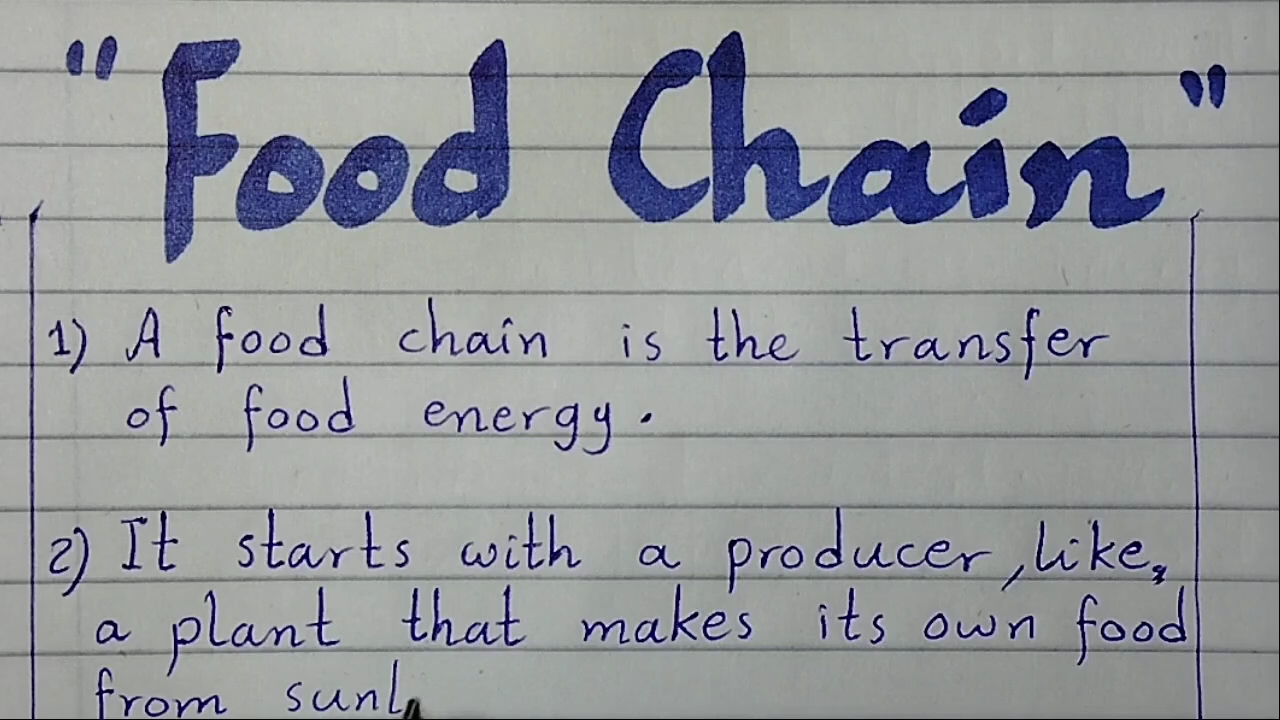 "Food Chain"
1) A food chain is the transfer
of food energy.
2) It starts with a producer, like,
a plant that makes its own food
from sunl